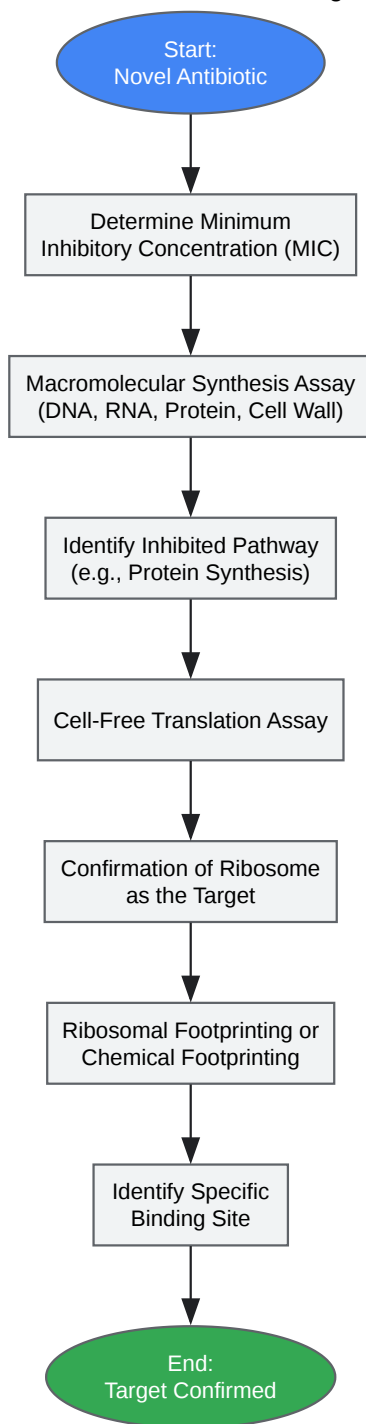 Start:
Novel Antibiotic
Determine Minimum
Inhibitory Concentration (MIC)
Macromolecular Synthesis Assay
(DNA, RNA, Protein, Cell Wall)
Identify Inhibited Pathway
(e.g., Protein Synthesis)
Cell-Free Translation Assay
Confirmation of Ribosome
as the Target
Ribosomal Footprinting or
Chemical Footprinting
Identify Specific
Binding Site
End:
Target Confirmed